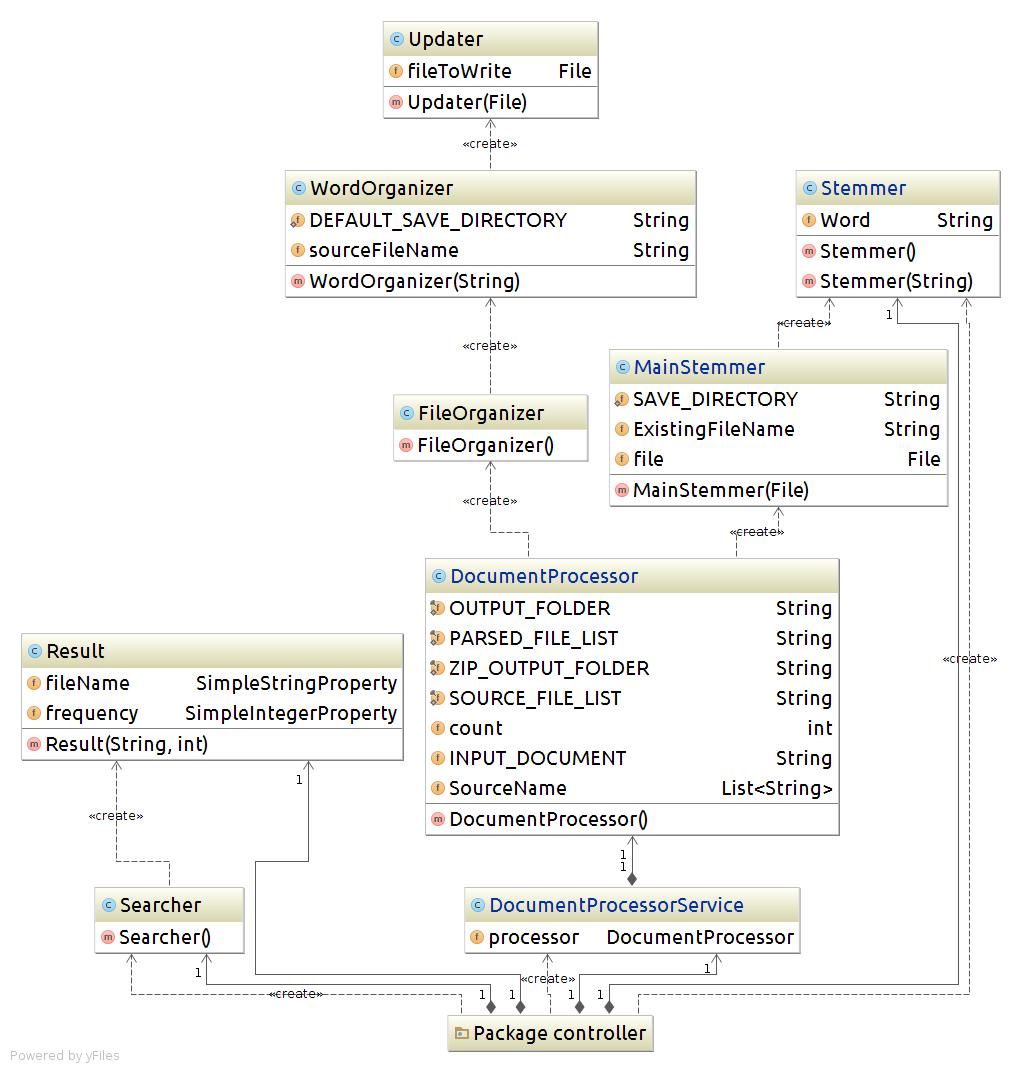 Updater
fileToWrite File
Updater(File)
«create»
WordOrganizer
DEFAULT_SAVE_DIRECTORY String
sourceFileName String
WordOrganizer(String)
Stemmer
Word String
Stemmer()
Stemmer(String)
1
«create»
«create»
MainStemmer
SAVE_DIRECTORY String
ExistingFileName String
file File
MainStemmer(File)
FileOrganizer
FileOrganizer()
«create»
«create»
DocumentProcessor
OUTPUT_FOLDER String
PARSED_FILE_LIST String
ZIP_OUTPUT_FOLDER String
SOURCE_FILE_LIST String
count int
INPUT_DOCUMENT String
SourceName List<String>
DocumentProcessor()
«create»
Result
fileName SimpleStringProperty
frequency SimpleIntegerProperty
Result(String, int)
1
«create»
1
1
Searcher
Searcher()
DocumentProcessorService
processor DocumentProcessor
1
1
«create»
«create»
1
1
1
1
Package controller
Powered by yFiles